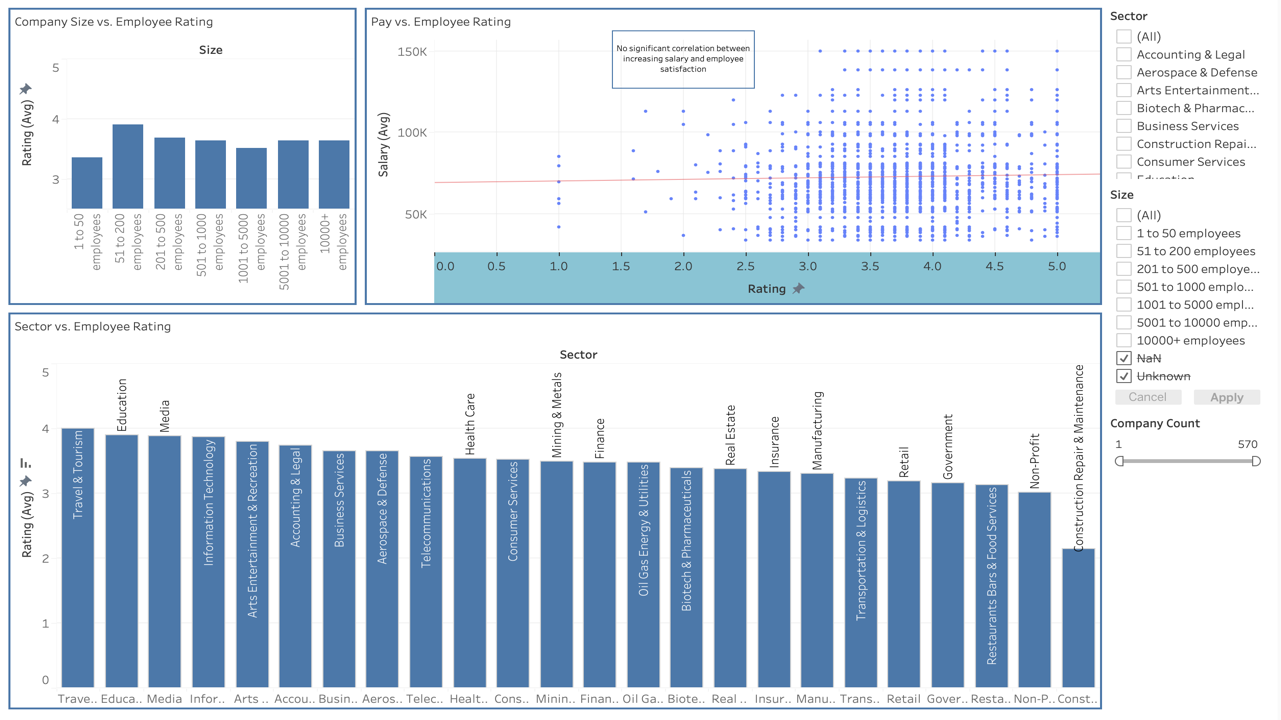 Company Size vs. Employee Rating
Size
5
4
3
Rating (Avg)
1 to 50
employees
51 to 200
employees
201 to 500
employees
501 to 1000
employees
1001 to 5000
employees
5001 to 10000
employees
10000+
employees
Pay vs. Employee Rating
No significant correlation between
increasing salary and employee
satisfaction
150K
100K
50K
Salary (Avg)
0.0 0.5 1.0 1.5 2.0 2.5 3.0 3.5 4.0 4.5 5.0
Rating
Sector vs. Employee Rating
Sector
5
4
3
2
1
0
Rating (Avg)
Travel & Tourism
Education
Media
Information Technology
Arts Entertainment & Recreation
Accounting & Legal
Business Services
Aerospace & Defense
Telecommunications
Health Care
Consumer Services
Mining & Metals
Finance
Oil Gas Energy & Utilities
Biotech & Pharmaceuticals
Real Estate
Insurance
Manufacturing
Transportation & Logistics
Retail
Government
Restaurants Bars & Food Services
Non-Profit
Construction Repair & Maintenance
Trave.. Educa.. Media Infor.. Arts .. Accou.. Busin.. Aeros.. Telec.. Healt.. Cons.. Minin.. Finan.. Oil Ga.. Biote.. Real .. Insur.. Manu.. Trans.. Retail Gover.. Resta.. Non-P.. Const..
Sector
(All)
Accounting & Legal
Aerospace & Defense
Arts Entertainment...
Biotech & Pharmac...
Business Services
Construction Repai...
Consumer Services
Education
Size
(All)
1 to 50 employees
51 to 200 employees
201 to 500 employe...
501 to 1000 emplo...
1001 to 5000 empl...
5001 to 10000 emp...
10000+ employees
NaN
Unknown
Cancel Apply
Company Count
1 570